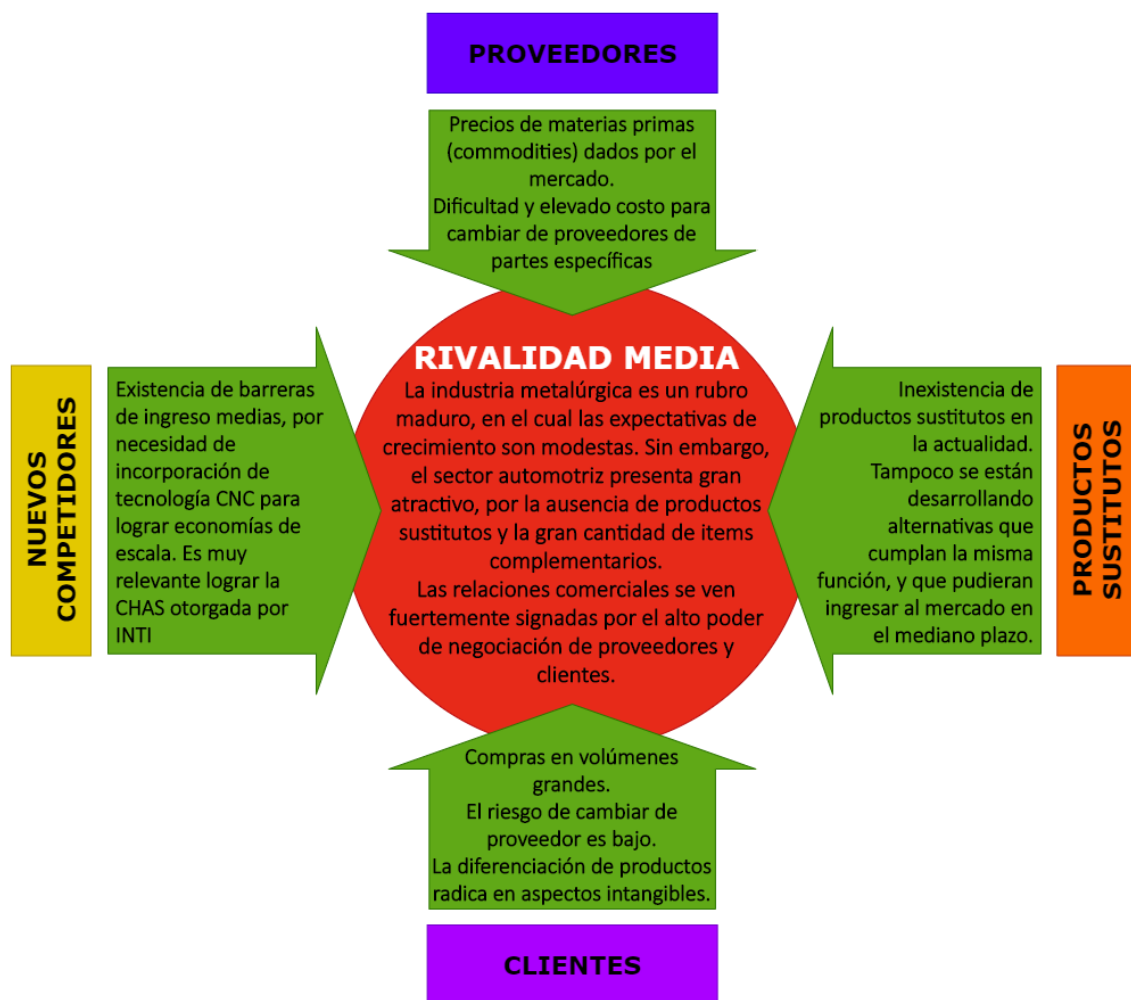 PROVEEDORES
Precios de materias primas
(commodities) dados por el
mercado.
Dificultad y elevado costo para
cambiar de proveedores de
partes específicas
NUEVOS
COMPETIDORES
Existencia de barreras
de ingreso medias, por
necesidad de
incorporación de
tecnología CNC para
lograr economías de
escala. Es muy
relevante lograr la
CHAS otorgada por
INTI
RIVALIDAD MEDIA
La industria metalúrgica es un rubro
maduro, en el cual las expectativas de
crecimiento son modestas. Sin embargo,
el sector automotriz presenta gran
atractivo, por la ausencia de productos
sustitutos y la gran cantidad de items
complementarios.
Las relaciones comerciales se ven
fuertemente signadas por el alto poder
de negociación de proveedores y
clientes.
Inexistencia de
productos sustitutos en
la actualidad.
Tampoco se están
desarrollando
alternativas que
cumplan la misma
función, y que pudieran
ingresar al mercado en
el mediano plazo.
PRODUCTOS
SUSTITUTOS
Compras en volúmenes
grandes.
El riesgo de cambiar de
proveedor es bajo.
La diferenciación de productos
radica en aspectos intangibles.
CLIENTES